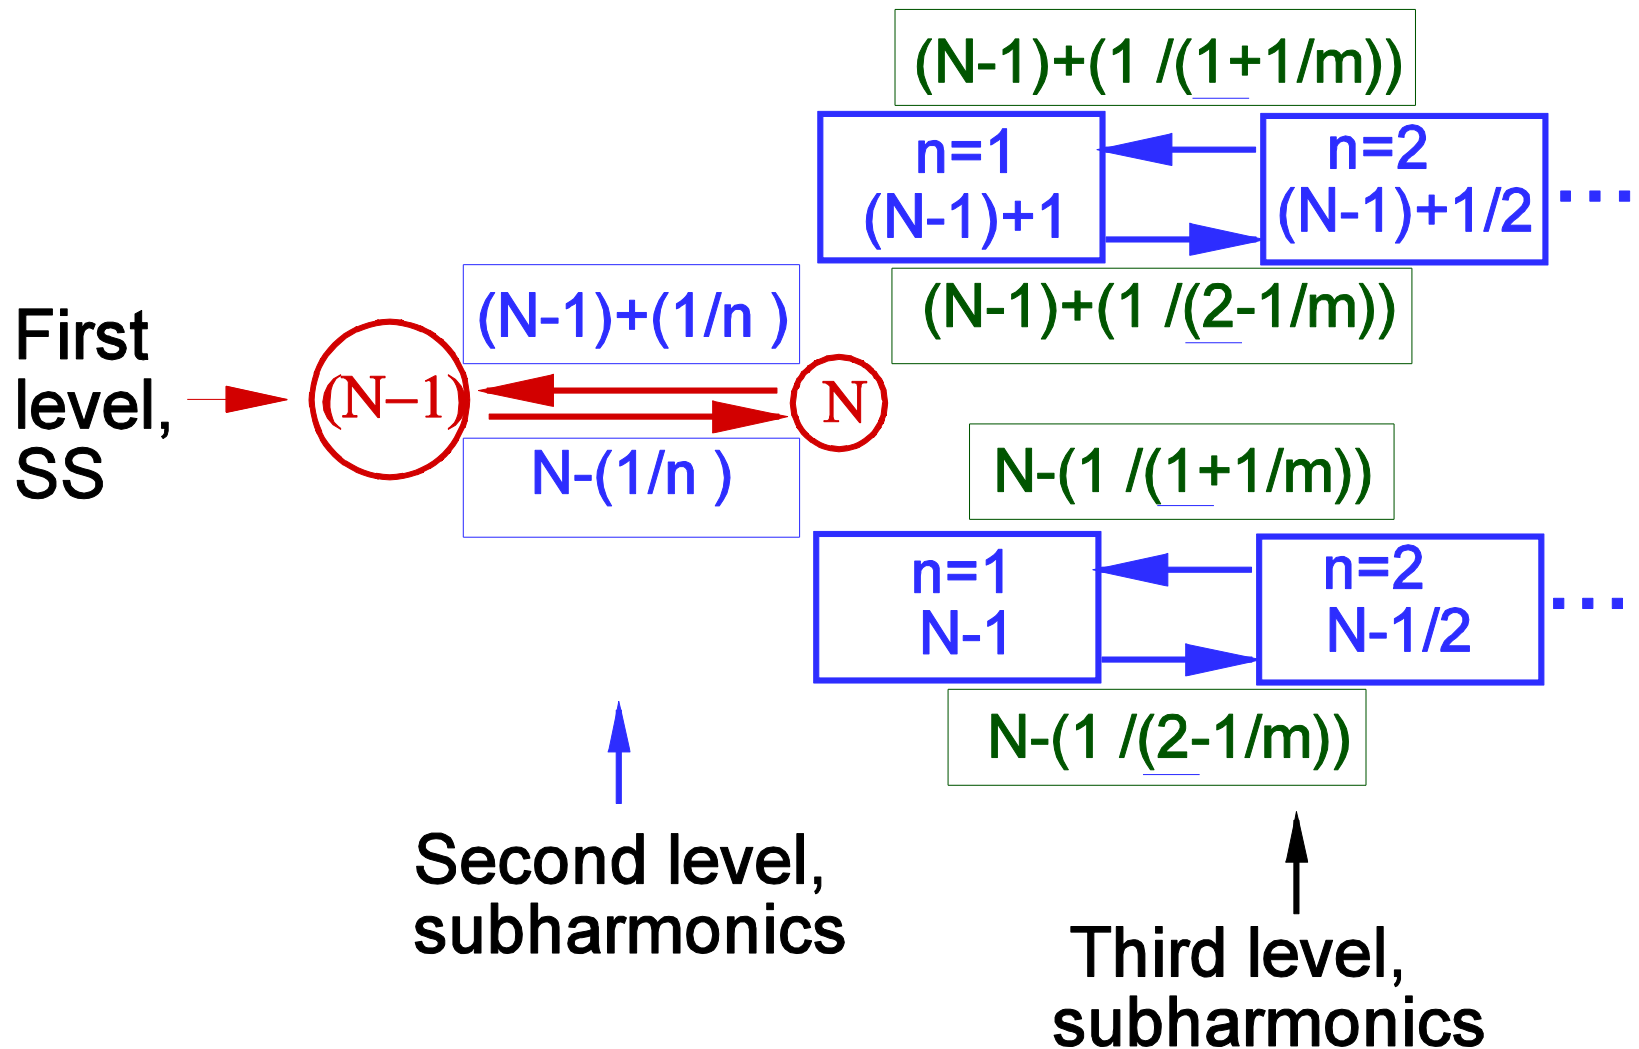 (N-1)+(1 /(1+1/m))
n=1
(N-1)+1
n=2
(N-1)+1/2
...
(N-1)+(1 /(2-1/m))
First
level,
SS
(N-1)+(1/n )
(N−1)
N
N-(1/n )
N-(1 /(1+1/m))
n=1
N-1
n=2
N-1/2
...
N-(1 /(2-1/m))
Second level,
subharmonics
Third level,
subharmonics